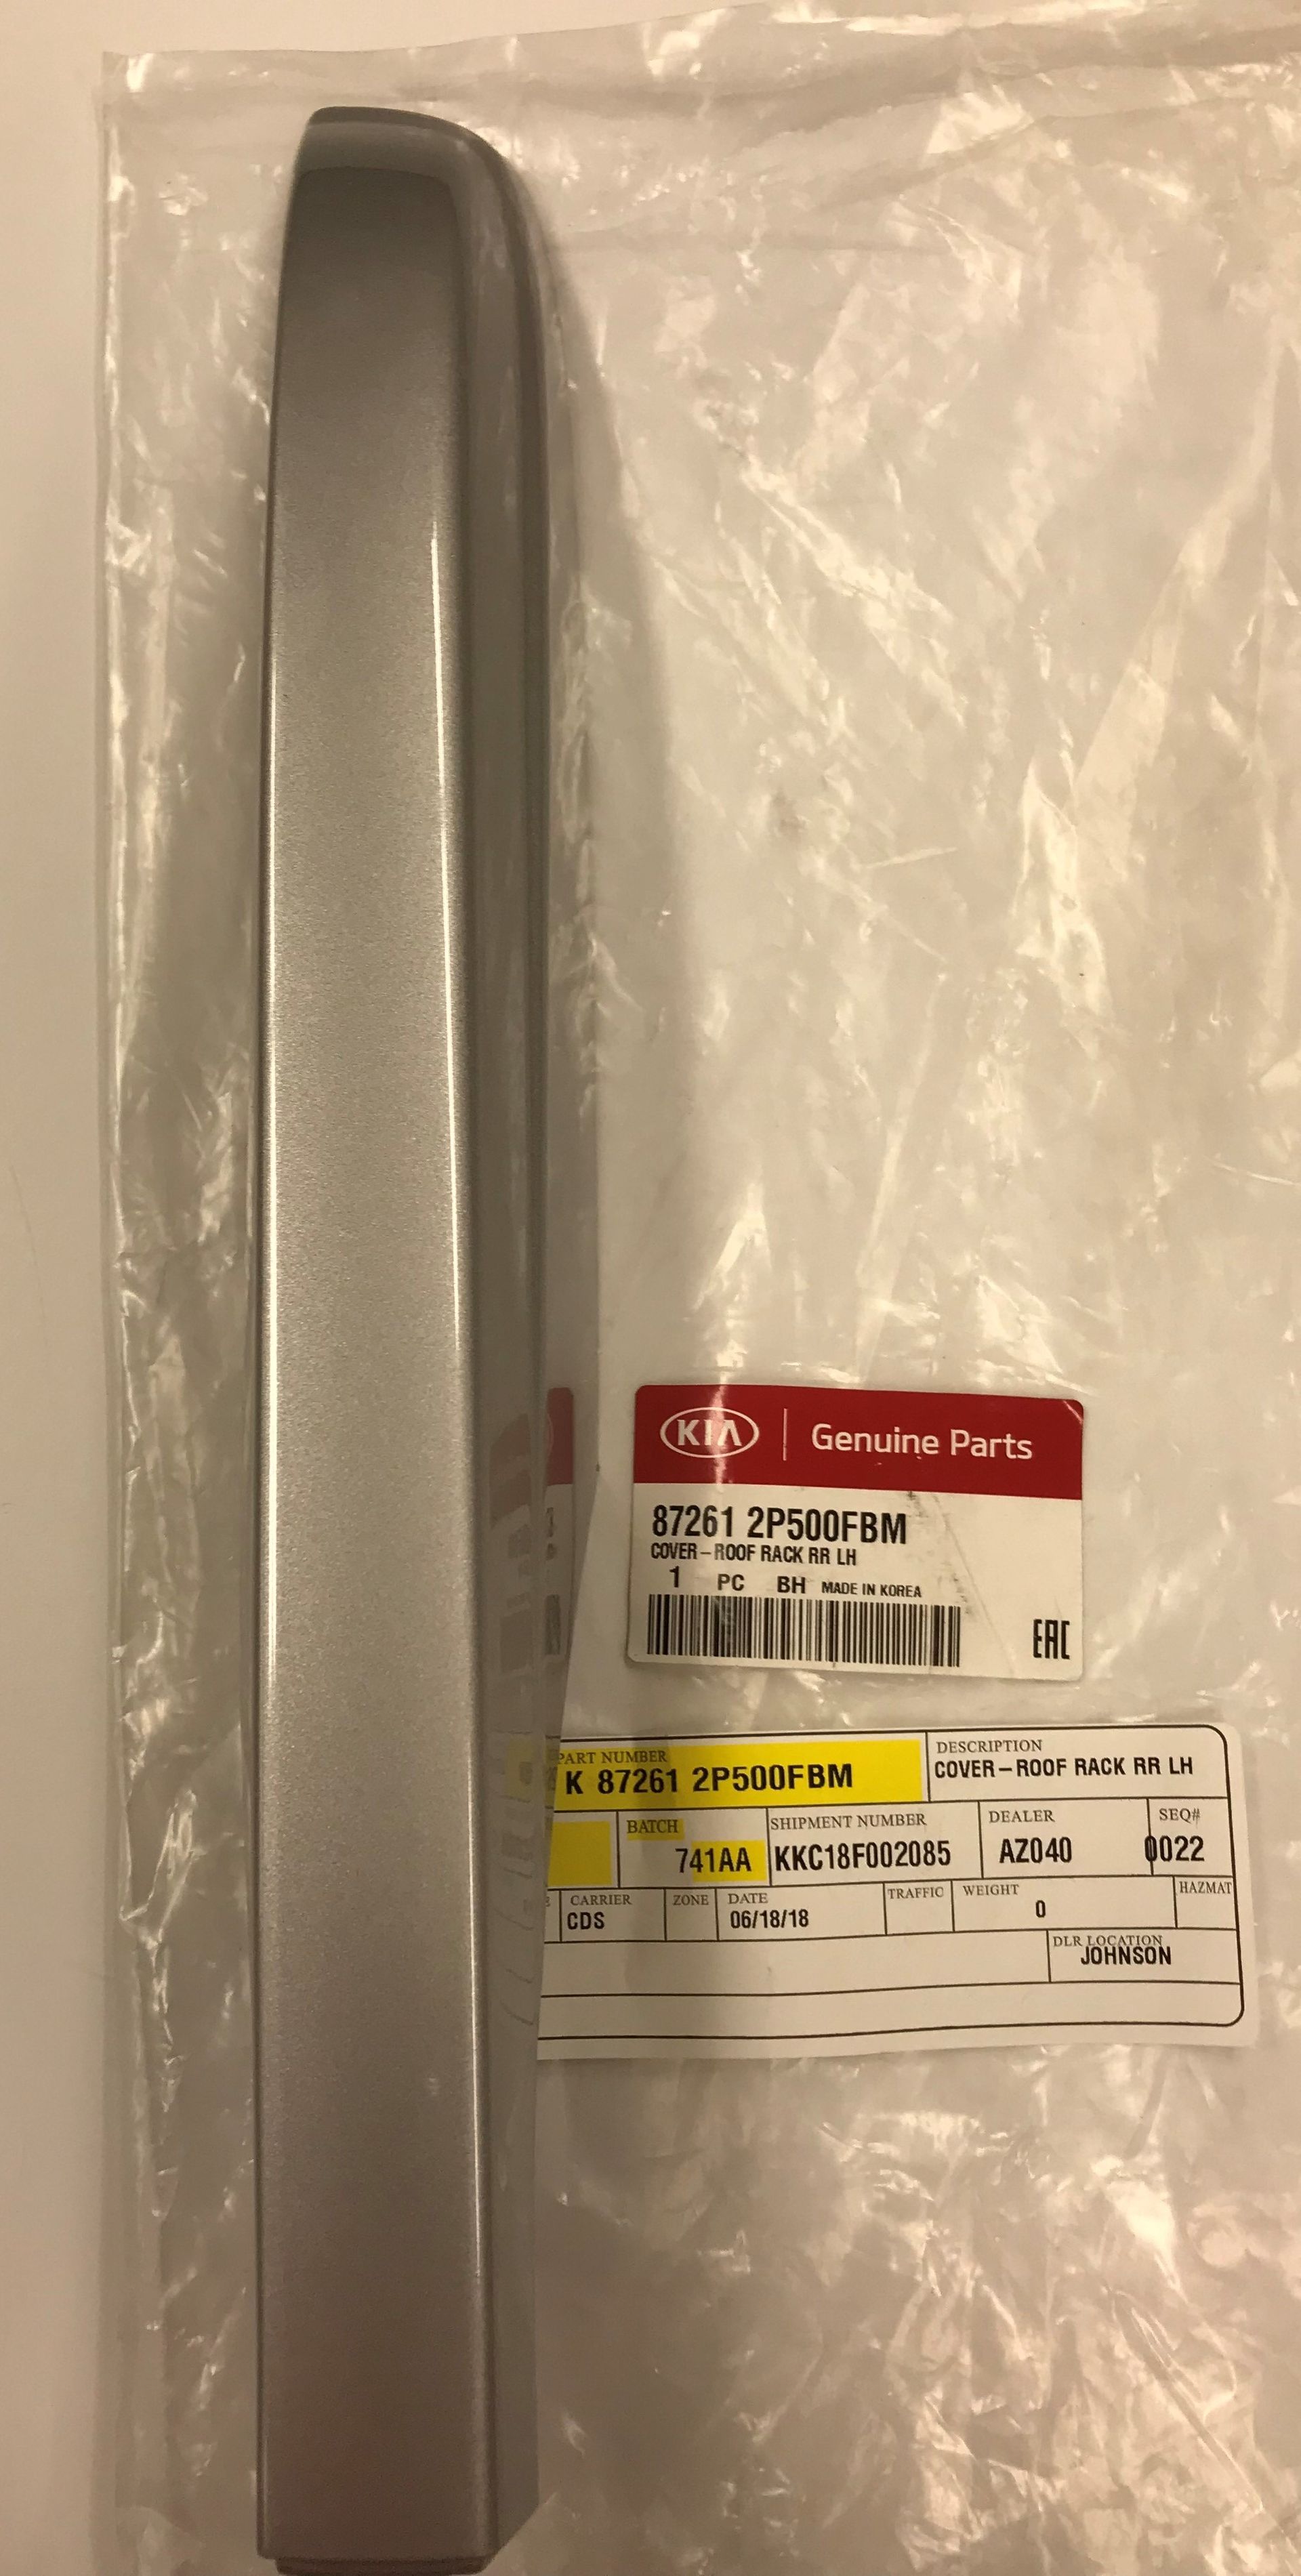 KIA Genuine Parts
87261 2P500FBM
COVER-ROOF RACK RR LH
1 PC BH MADE IN KOREA
EAC
PART NUMBER
K 87261 2P500FBM
DESCRIPTION
COVER-ROOF RACK RR LH
BATCH
741AA
SHIPMENT NUMBER
KKC18F002085
DEALER
AZ040
SEQ#
0022
CARRIER
CDS
ZONE
DATE
06/18/18
TRAFFIC
WEIGHT
0
HAZMAT
DLR LOCATION
JOHNSON